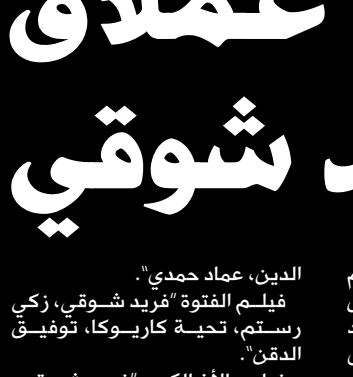 عملاق
شوقي
الدين، عماد حمدي".
فيلم الفتوة "فريد شوقي، زكي
رستم، تحية كاريوكا، توفيق
الدقن".